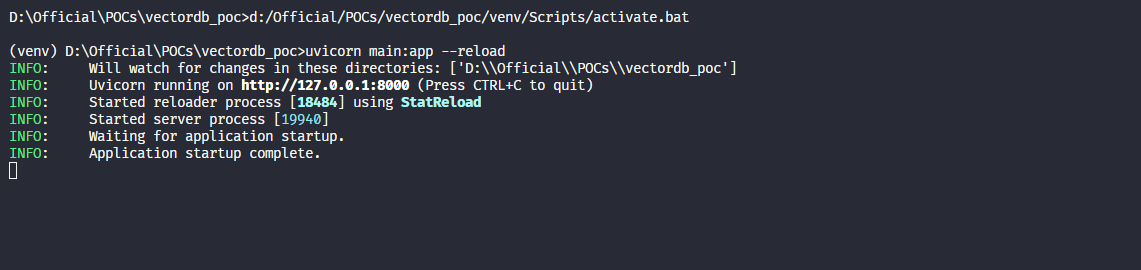 D:\Official\POCs\vectordb_poc>d:/Official/POCs/vectordb_poc/venv/Scripts/activate.bat
(venv) D:\Official\POCs\vectordb_poc>uvicorn main:app --reload
INFO:     Will watch for changes in these directories: ['D:\\Official\\POCs\\vectordb_poc']
INFO:     Uvicorn running on http://127.0.0.1:8000 (Press CTRL+C to quit)
INFO:     Started reloader process [18484] using StatReload
INFO:     Started server process [19940]
INFO:     Waiting for application startup.
INFO:     Application startup complete.